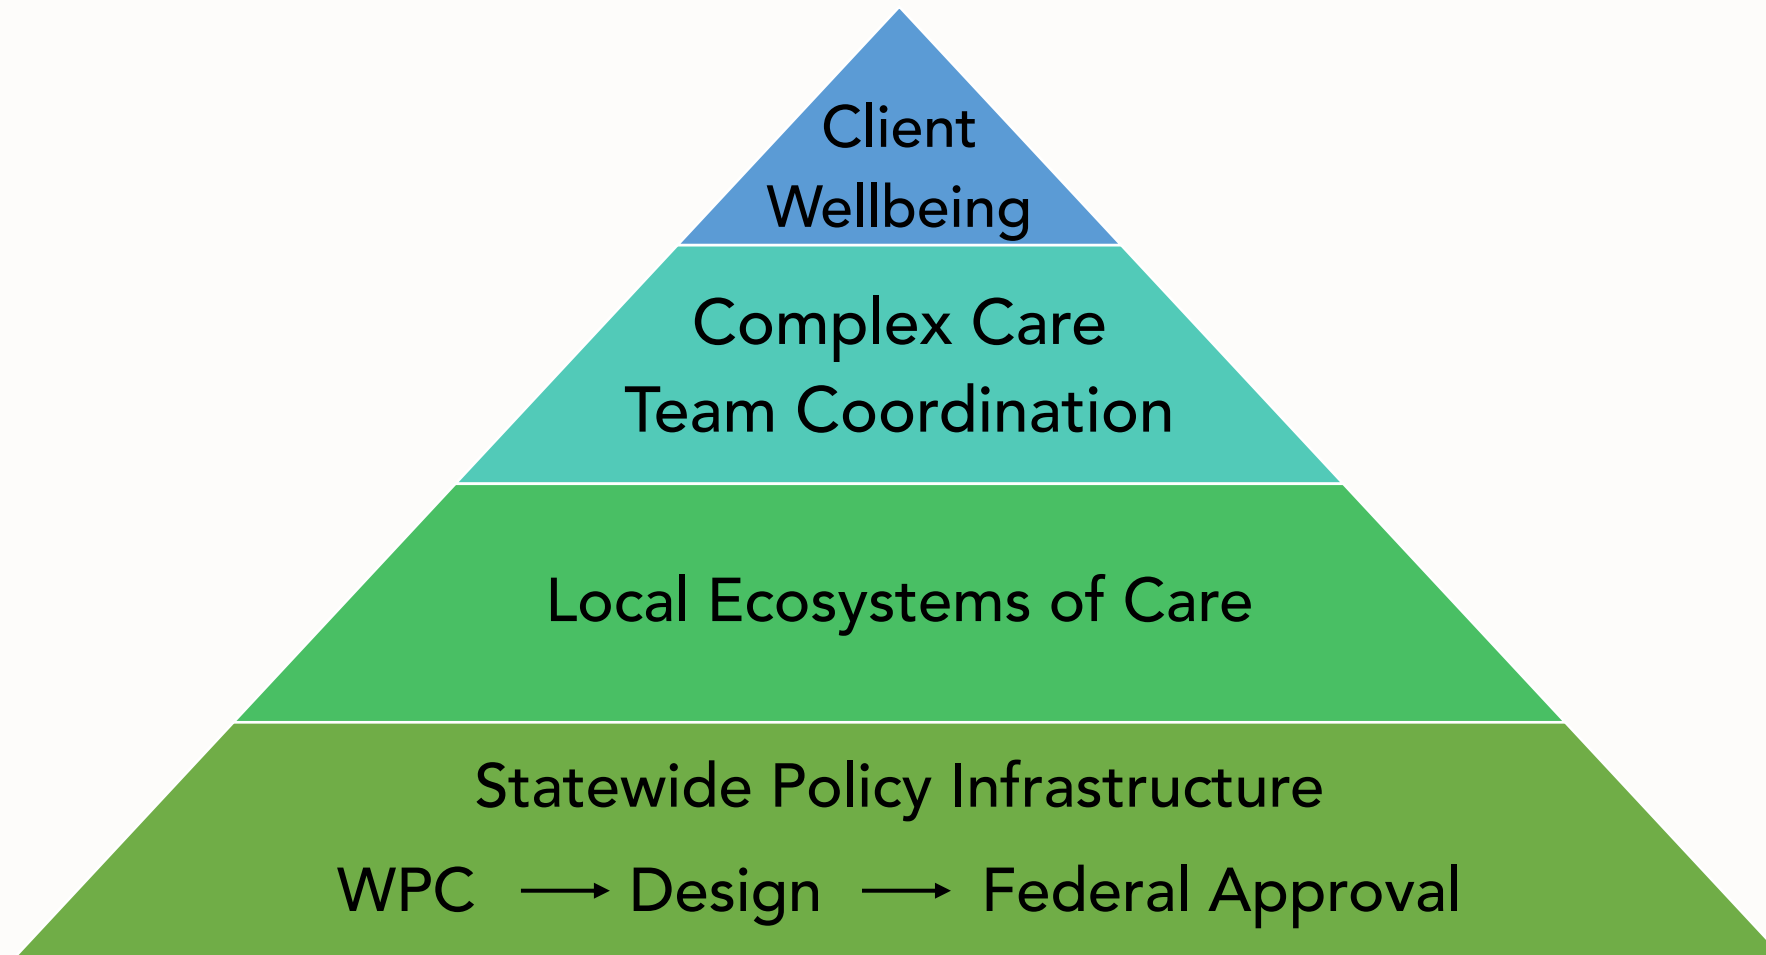 Client
Wellbeing
Complex Care
Team Coordination
Local Ecosystems of Care
Statewide Policy Infrastructure
WPC → Design → Federal Approval